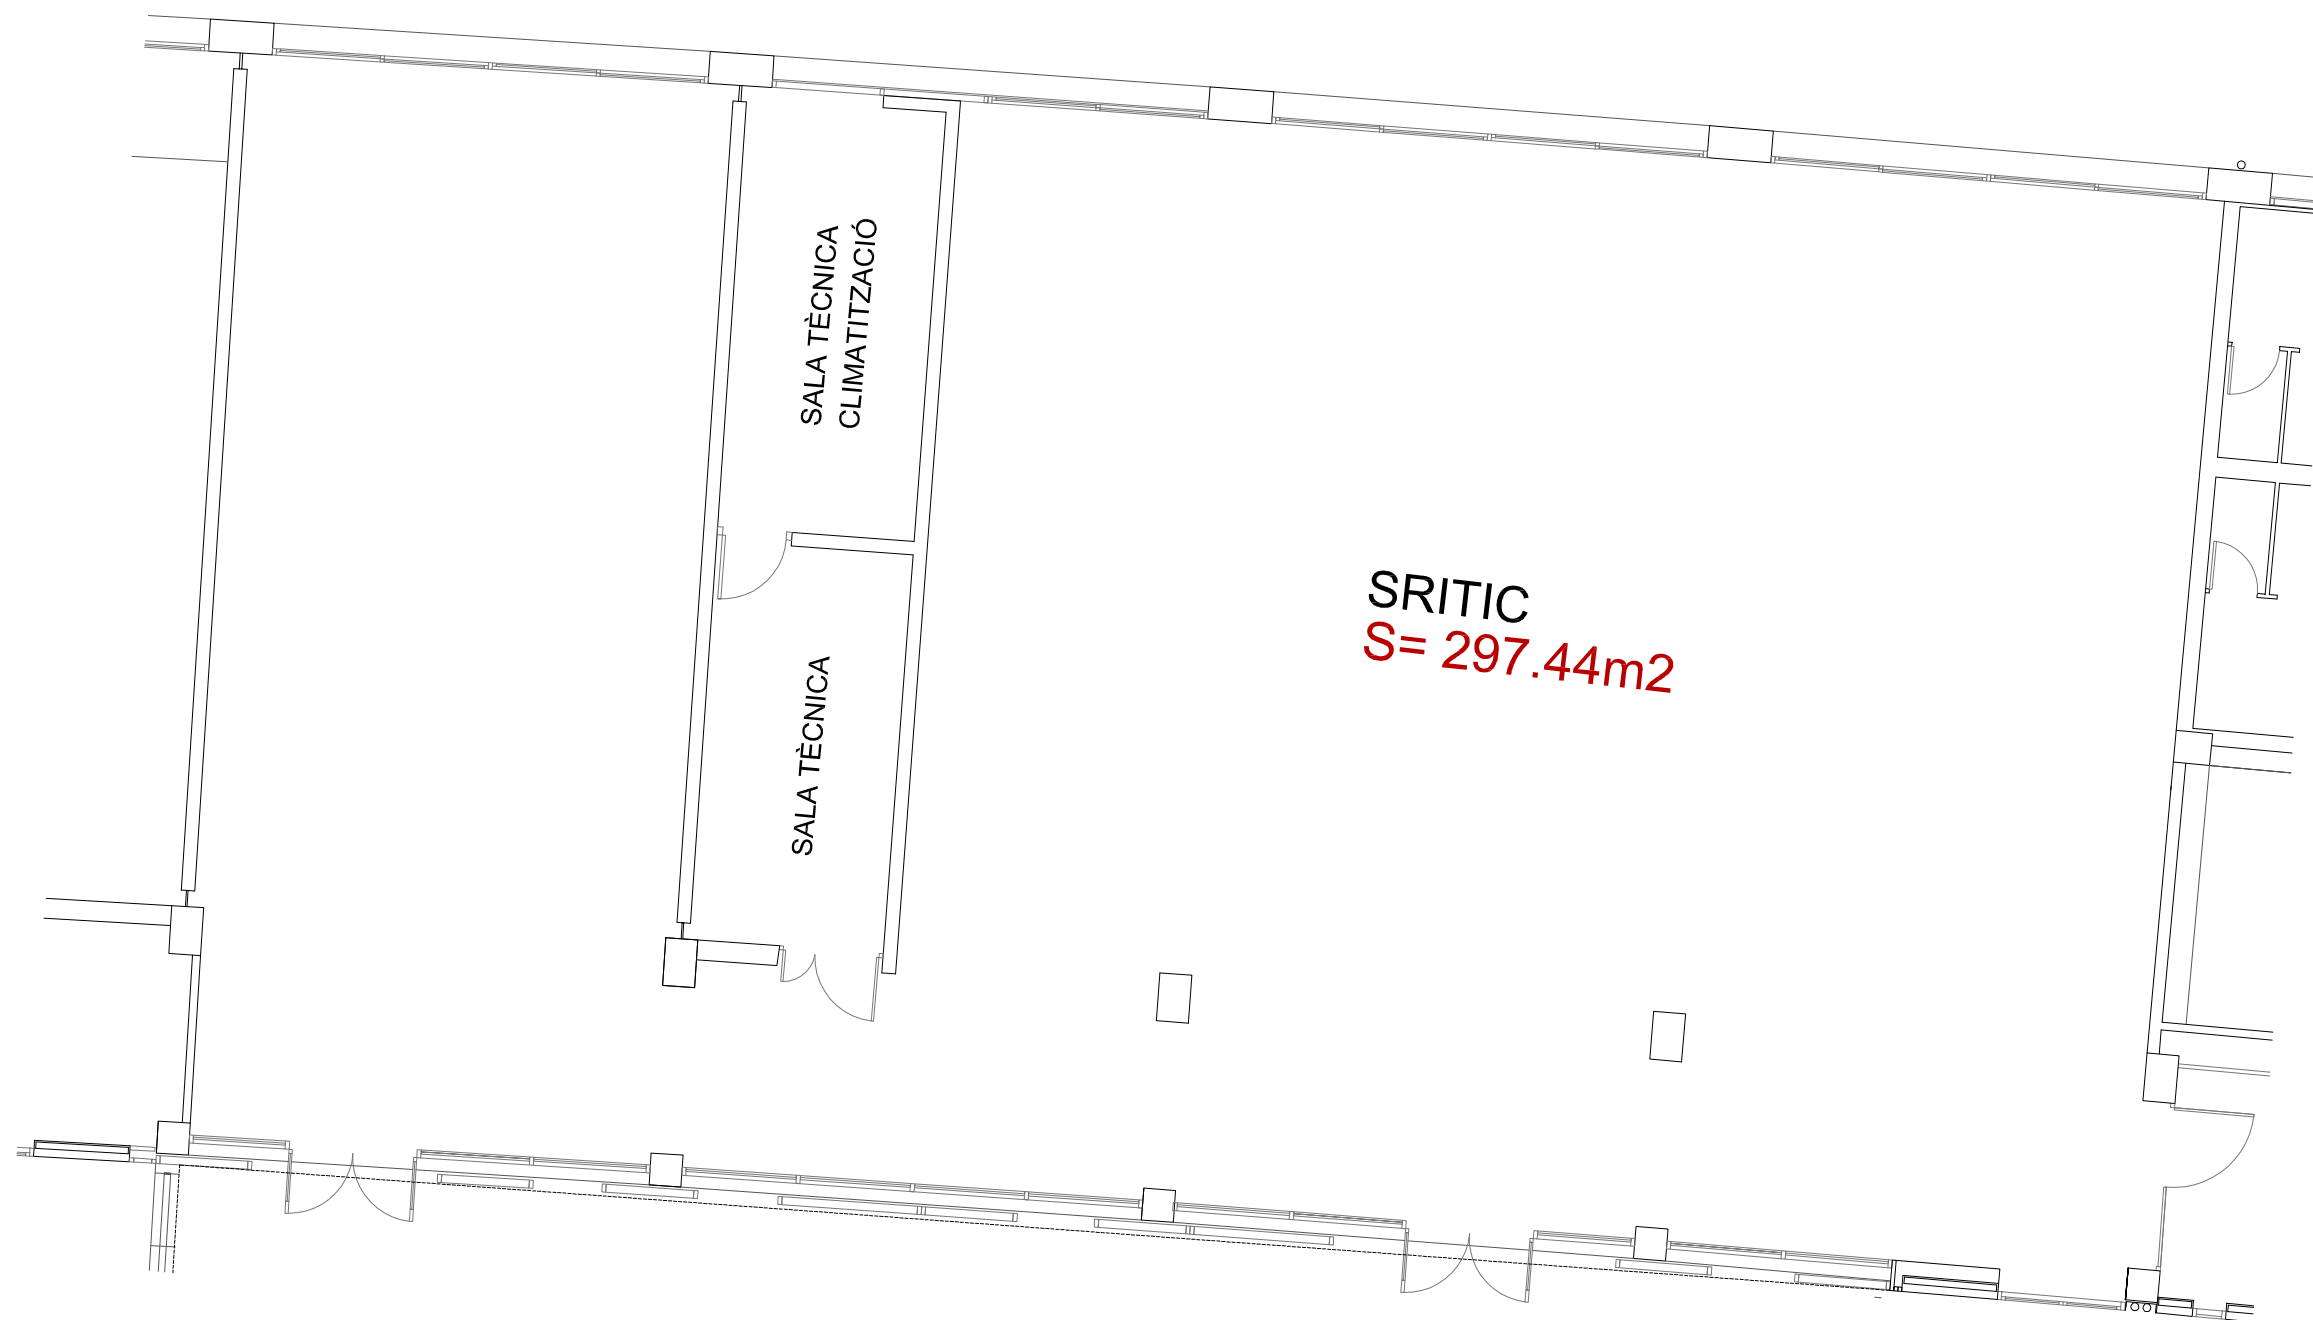 SALA TÈCNICA
CLIMATITZACIÓ
SALA TÈCNICA
SRITIC
S= 297.44m2